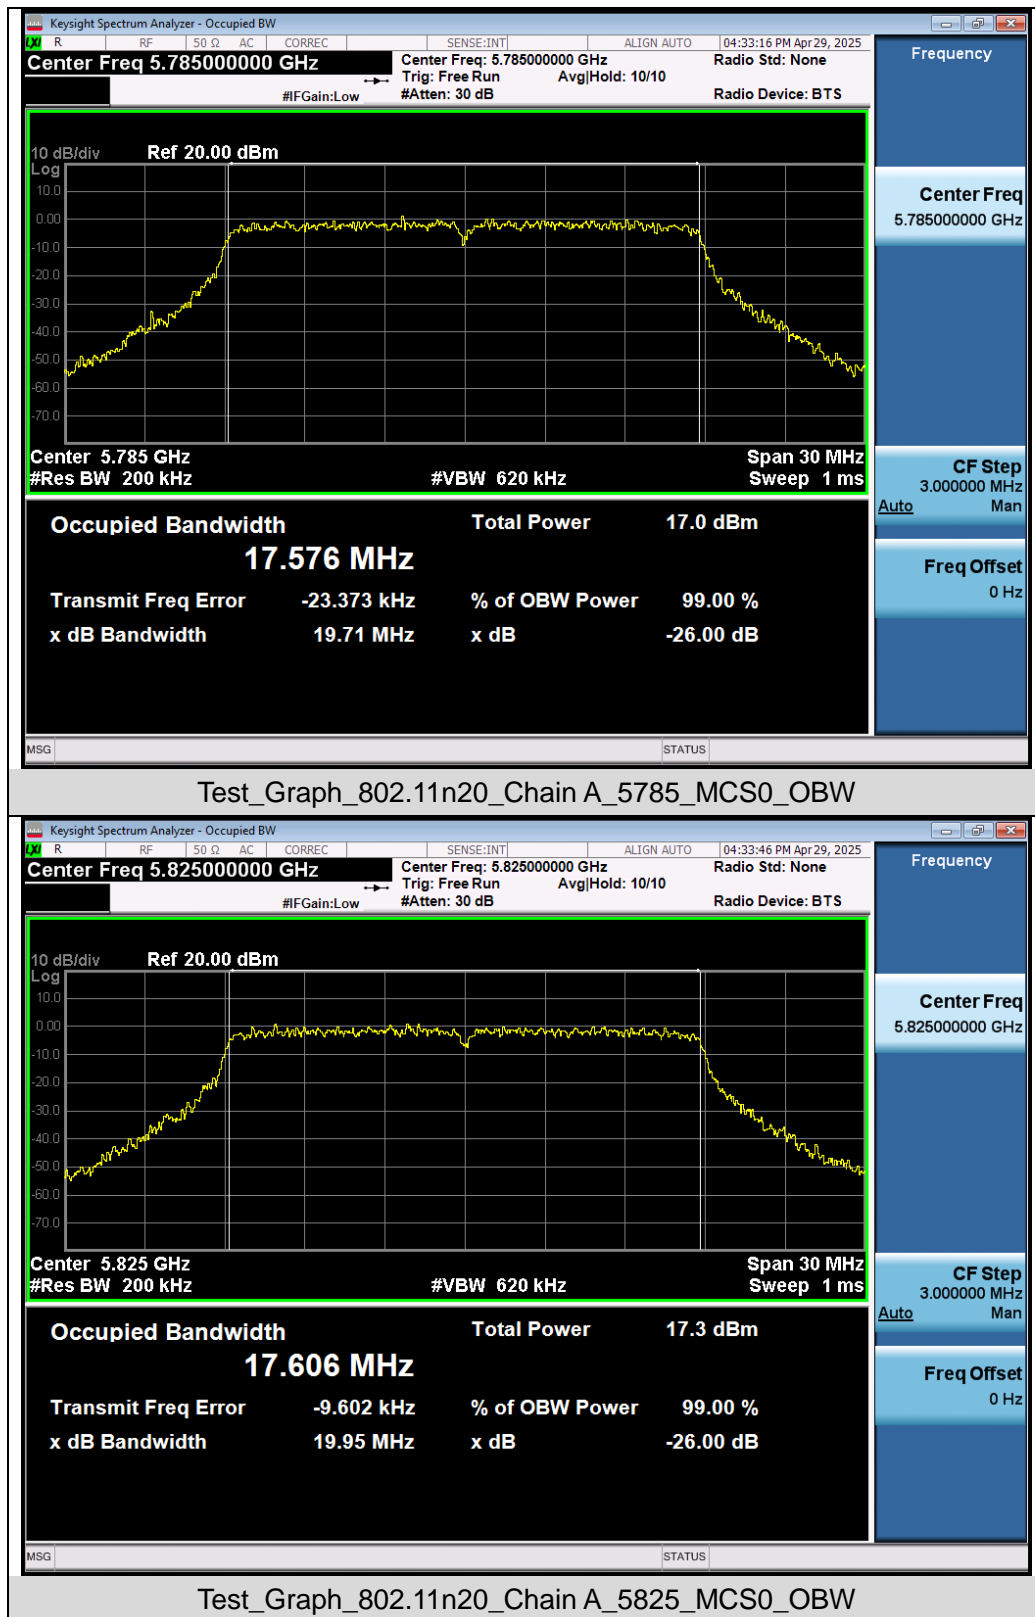 Keysight Spectrum Analyzer - Occupied BW
LXI R RF 50 Ω AC CORREC SENSE:INT ALIGN AUTO 04:33:16 PM Apr 29, 2025
Center Freq 5.785000000 GHz Center Freq: 5.785000000 GHz Radio Std: None
Trig: Free Run Avg|Hold: 10/10
#IFGain:Low #Atten: 30 dB Radio Device: BTS
Frequency
10 dB/div Ref 20.00 dBm
Log
10.0
0.00
-10.0
-20.0
-30.0
-40.0
-50.0
-60.0
-70.0
Center 5.785 GHz Span 30 MHz
#Res BW 200 kHz #VBW 620 kHz Sweep 1 ms
Center Freq
5.785000000 GHz
CF Step
3.000000 MHz
Auto Man
Freq Offset
0 Hz
Occupied Bandwidth Total Power 17.0 dBm
17.576 MHz
Transmit Freq Error -23.373 kHz % of OBW Power 99.00 %
x dB Bandwidth 19.71 MHz x dB -26.00 dB
MSG STATUS
Test_Graph_802.11n20_Chain A_5785_MCS0_OBW
Keysight Spectrum Analyzer - Occupied BW
LXI R RF 50 Ω AC CORREC SENSE:INT ALIGN AUTO 04:33:46 PM Apr 29, 2025
Center Freq 5.825000000 GHz Center Freq: 5.825000000 GHz Radio Std: None
Trig: Free Run Avg|Hold: 10/10
#IFGain:Low #Atten: 30 dB Radio Device: BTS
Frequency
10 dB/div Ref 20.00 dBm
Log
10.0
0.00
-10.0
-20.0
-30.0
-40.0
-50.0
-60.0
-70.0
Center 5.825 GHz Span 30 MHz
#Res BW 200 kHz #VBW 620 kHz Sweep 1 ms
Center Freq
5.825000000 GHz
CF Step
3.000000 MHz
Auto Man
Freq Offset
0 Hz
Occupied Bandwidth Total Power 17.3 dBm
17.606 MHz
Transmit Freq Error -9.602 kHz % of OBW Power 99.00 %
x dB Bandwidth 19.95 MHz x dB -26.00 dB
MSG STATUS
Test_Graph_802.11n20_Chain A_5825_MCS0_OBW